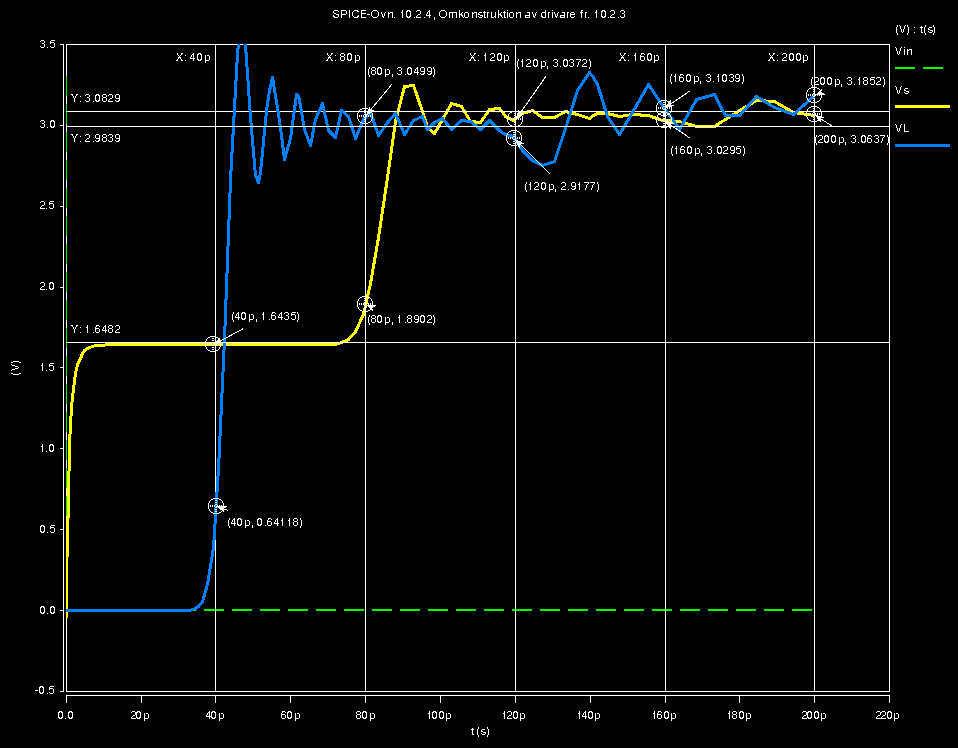 SPICE-Ovn. 10.2.4, Omkonstruktion av drivare fr. 10.2.3
(V) : t(s)
Vin
Vs
VL
3.5
3.0
2.5
2.0
1.5
1.0
0.5
0.0
-0.5
(V)
X: 40p
X: 80p
X: 120p
X: 160p
X: 200p
Y: 3.0829
Y: 2.9839
Y: 1.6482
(80p, 3.0499)
(120p, 3.0372)
(160p, 3.1039)
(200p, 3.1852)
(200p, 3.0637)
(160p, 3.0295)
(120p, 2.9177)
(40p, 1.6435)
(80p, 1.8902)
(40p, 0.64118)
0.0
20p
40p
60p
80p
100p
120p
140p
160p
180p
200p
220p
t(s)